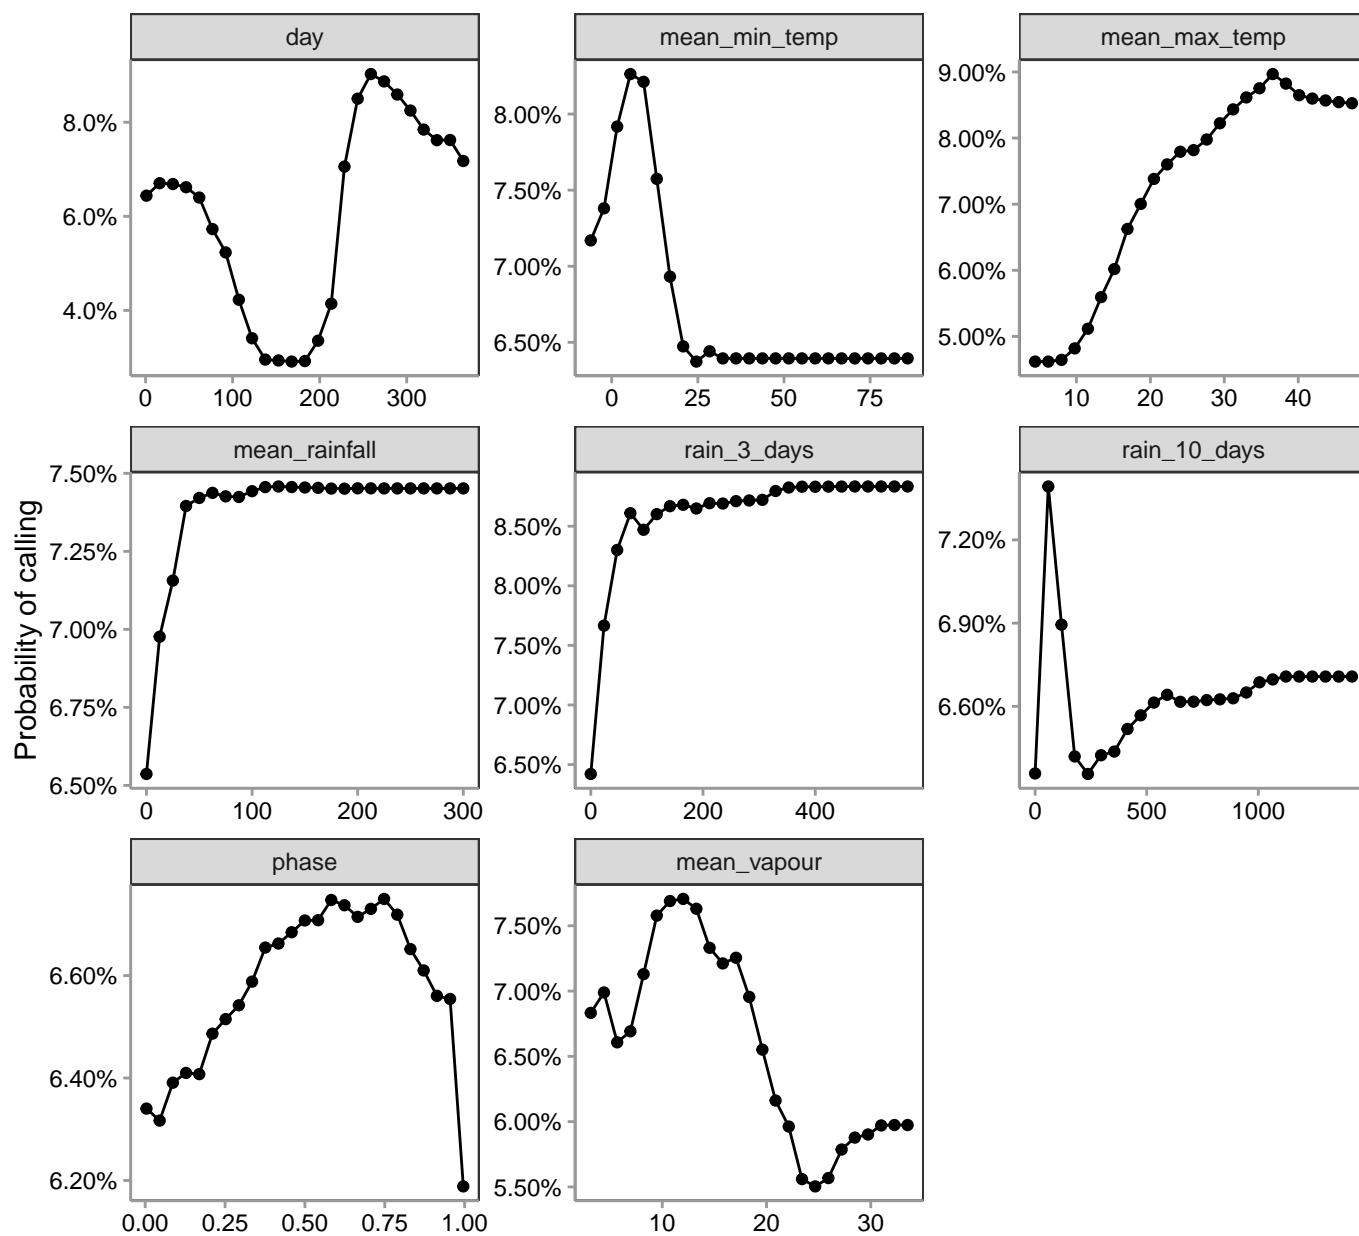 day
mean_min_temp
mean_max_temp
8.0%
6.0%
4.0%
0 100 200 300
8.00%
7.50%
7.00%
6.50%
0 25 50 75
9.00%
8.00%
7.00%
6.00%
5.00%
10 20 30 40
Probability of calling
mean_rainfall
rain_3_days
rain_10_days
7.50%
7.25%
7.00%
6.75%
6.50%
0 100 200 300
8.50%
8.00%
7.50%
7.00%
6.50%
0 200 400
7.20%
6.90%
6.60%
0 500 1000
phase
mean_vapour
6.60%
6.40%
6.20%
0.00 0.25 0.50 0.75 1.00
7.50%
7.00%
6.50%
6.00%
5.50%
10 20 30